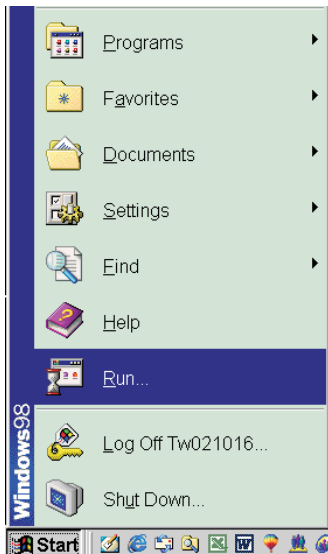 Programs
Favorites
Documents
Settings
Find
Help
Run...
Log Off Tw021016...
Shut Down...
Windows98
Start